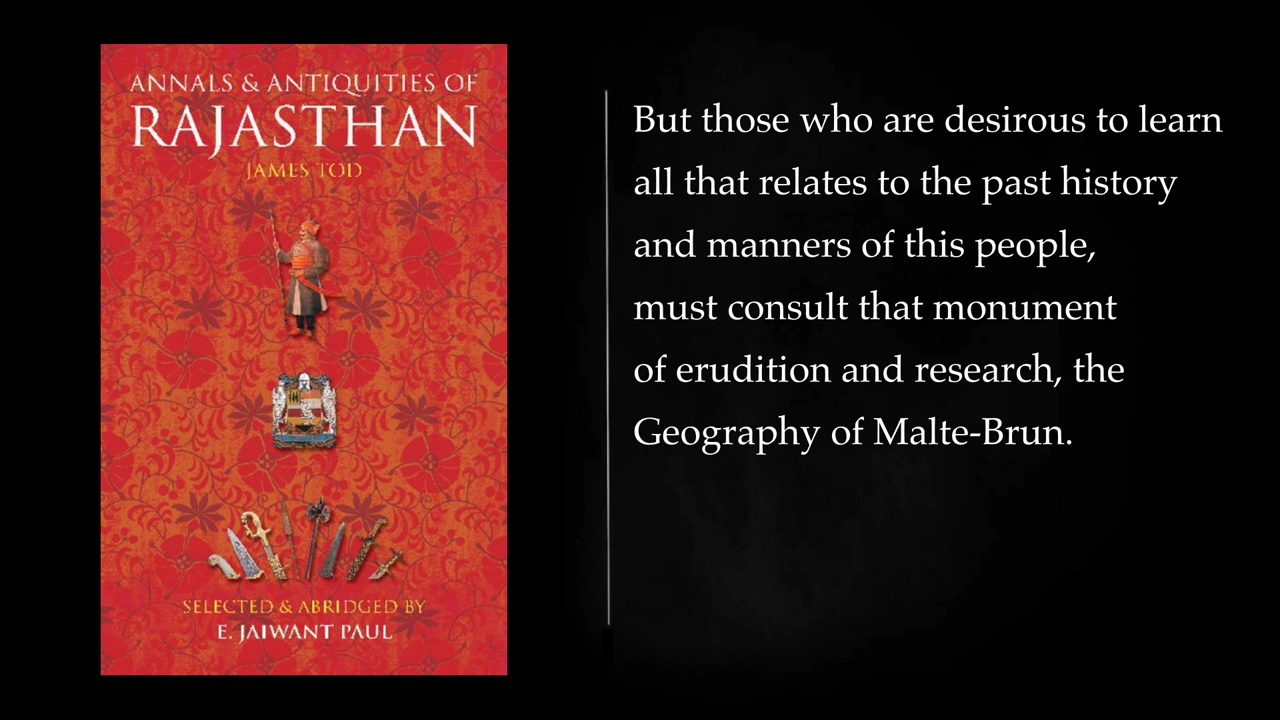 ANNALS & ANTIQUITIES OF
RAJASTHAN
JAMES TOD
SELECTED & ABRIDGED BY
E. JAIWANT PAUL
But those who are desirous to learn
all that relates to the past history
and manners of this people,
must consult that monument
of erudition and research, the
Geography of Malte-Brun.